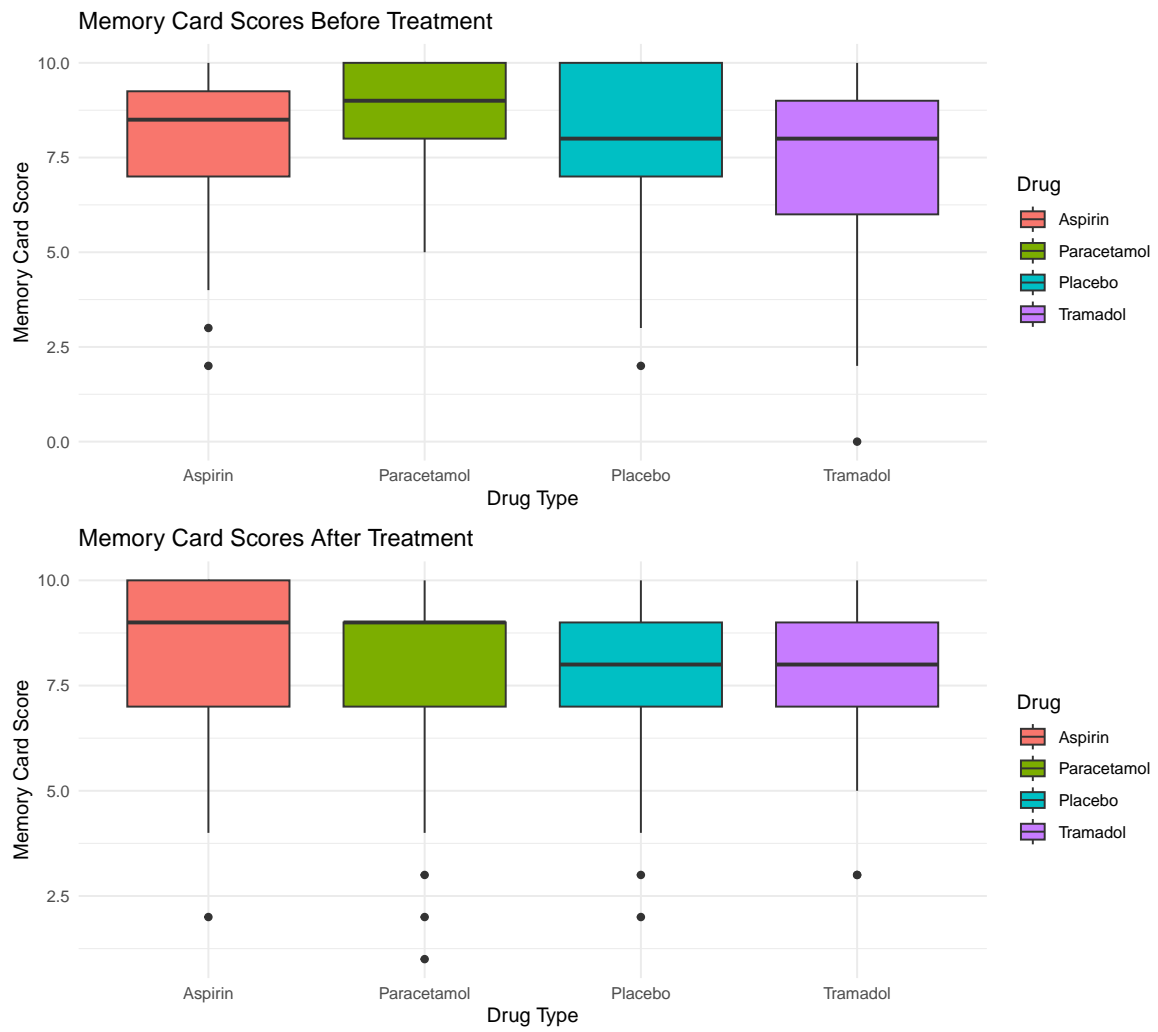 Memory Card Scores Before Treatment
Memory Card Score
10.0
7.5
5.0
2.5
0.0
Aspirin
Paracetamol
Placebo
Tramadol
Drug Type
Drug
Aspirin
Paracetamol
Placebo
Tramadol
Memory Card Scores After Treatment
Memory Card Score
10.0
7.5
5.0
2.5
Aspirin
Paracetamol
Placebo
Tramadol
Drug Type
Drug
Aspirin
Paracetamol
Placebo
Tramadol